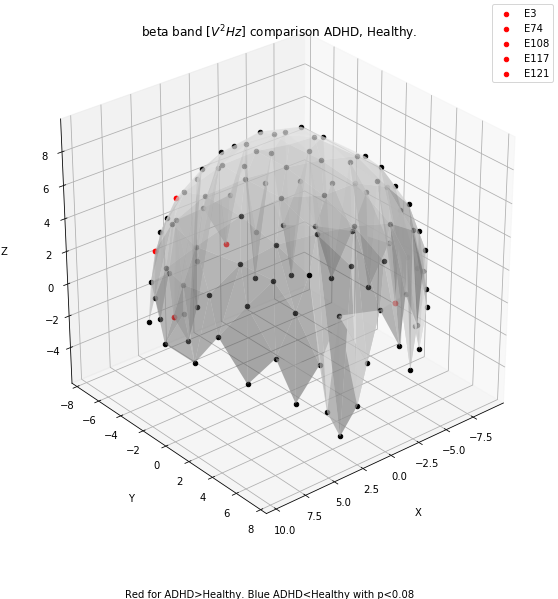 beta band [V²Hz] comparison ADHD, Healthy.
E3
E74
E108
E117
E121
8
6
4
2
0
−2
−4
Z
−8
−6
−4
−2
0
2
4
6
8
Y
10.0
7.5
5.0
2.5
0.0
−2.5
−5.0
−7.5
X
Red for ADHD>Healthy. Blue ADHD<Healthy with p<0.08